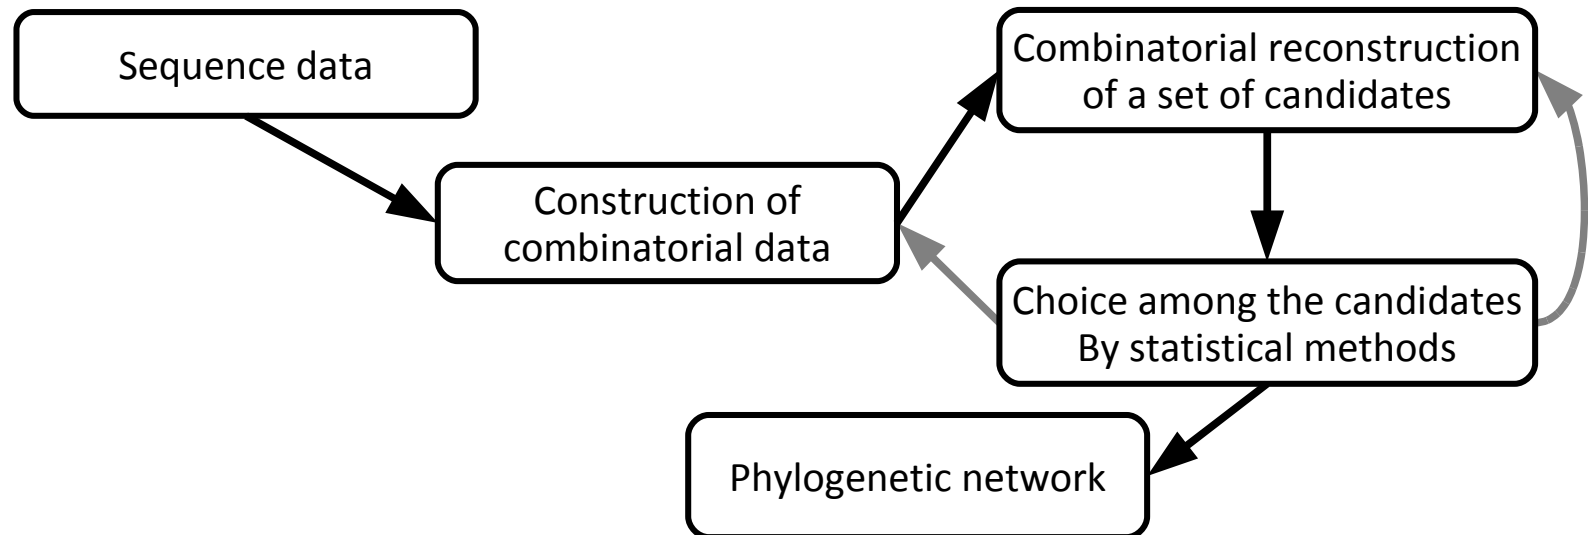 Sequence data
Construction of
combinatorial data
Combinatorial reconstruction
of a set of candidates
Choice among the candidates
By statistical methods
Phylogenetic network